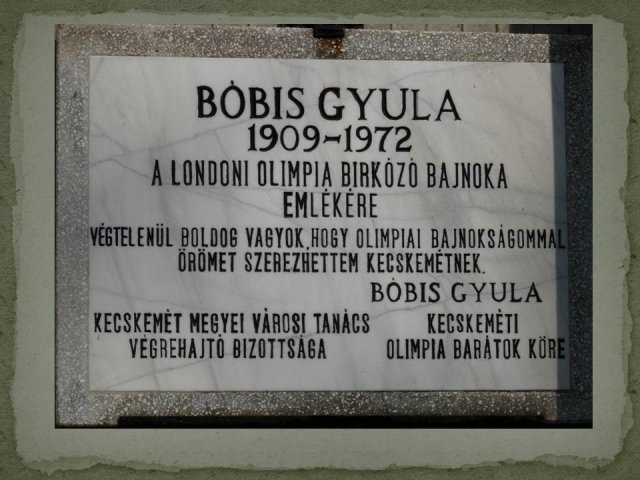 BÓBIS GYULA
1909-1972
A LONDONI OLIMPIA BIRKÓZÓ BAJNOKA
EMLÉKÉRE
VÉGTELENÜL BOLDOG VAGYOK, HOGY OLIMPIAI BAJNOKSÁGOMMAL
ÖRÖMET SZEREZHETTEM KECSKEMÉTNEK.
BÓBIS GYULA
KECSKEMÉT MEGYEI VÁROSI TANÁCS
VÉGREHAJTÓ BIZOTTSÁGA
KECSKEMÉTI
OLIMPIA BARÁTOK KÖRE